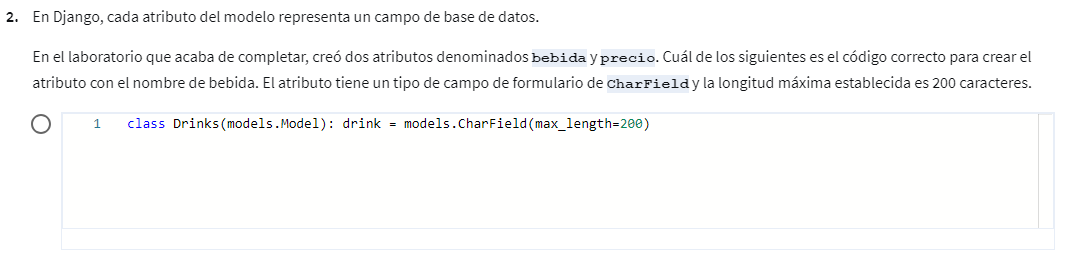 2. En Django, cada atributo del modelo representa un campo de base de datos.
En el laboratorio que acaba de completar, creó dos atributos denominados bebida y precio. Cuál de los siguientes es el código correcto para crear el
atributo con el nombre de bebida. El atributo tiene un tipo de campo de formulario de CharField y la longitud máxima establecida es 200 caracteres.
1 class Drinks(models.Model): drink = models.CharField(max_length=200)